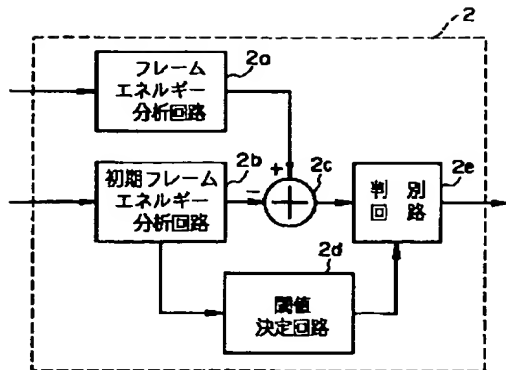 2
フレーム
エネルギー
分析回路
2a
初期フレーム
エネルギー
分析回路
2b
+
−
2c
判別
回路
2e
閾値
決定回路
2d